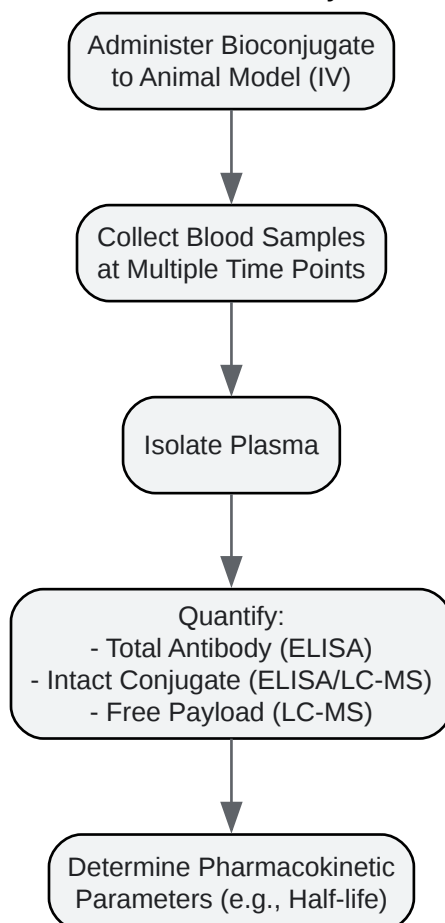 Administer Bioconjugate
to Animal Model (IV)
Collect Blood Samples
at Multiple Time Points
Isolate Plasma
Quantify:
- Total Antibody (ELISA)
- Intact Conjugate (ELISA/LC-MS)
- Free Payload (LC-MS)
Determine Pharmacokinetic
Parameters (e.g., Half-life)